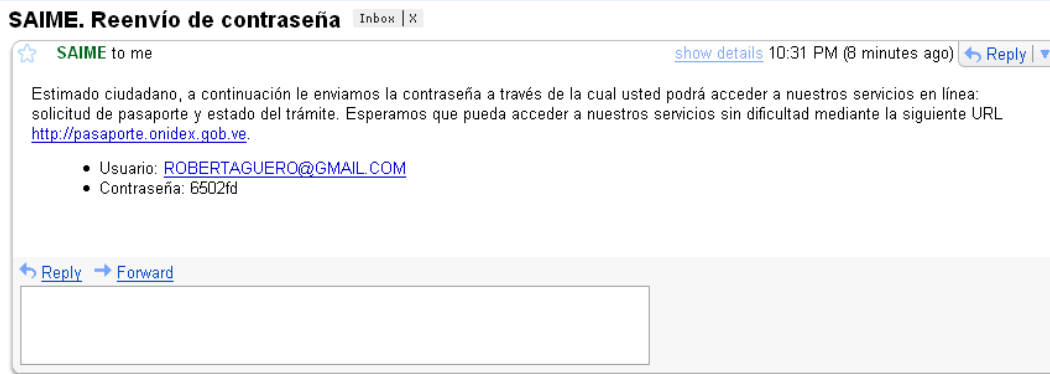 SAIME. Reenvío de contraseña Inbox | X
SAIME to me show details 10:31 PM (8 minutes ago) Reply
Estimado ciudadano, a continuación le enviamos la contraseña a través de la cual usted podrá acceder a nuestros servicios en línea:
solicitud de pasaporte y estado del trámite. Esperamos que pueda acceder a nuestros servicios sin dificultad mediante la siguiente URL
http://pasaporte.onidex.gob.ve.
• Usuario: ROBERTAGUERO@GMAIL.COM
• Contraseña: 6502fd
Reply Forward